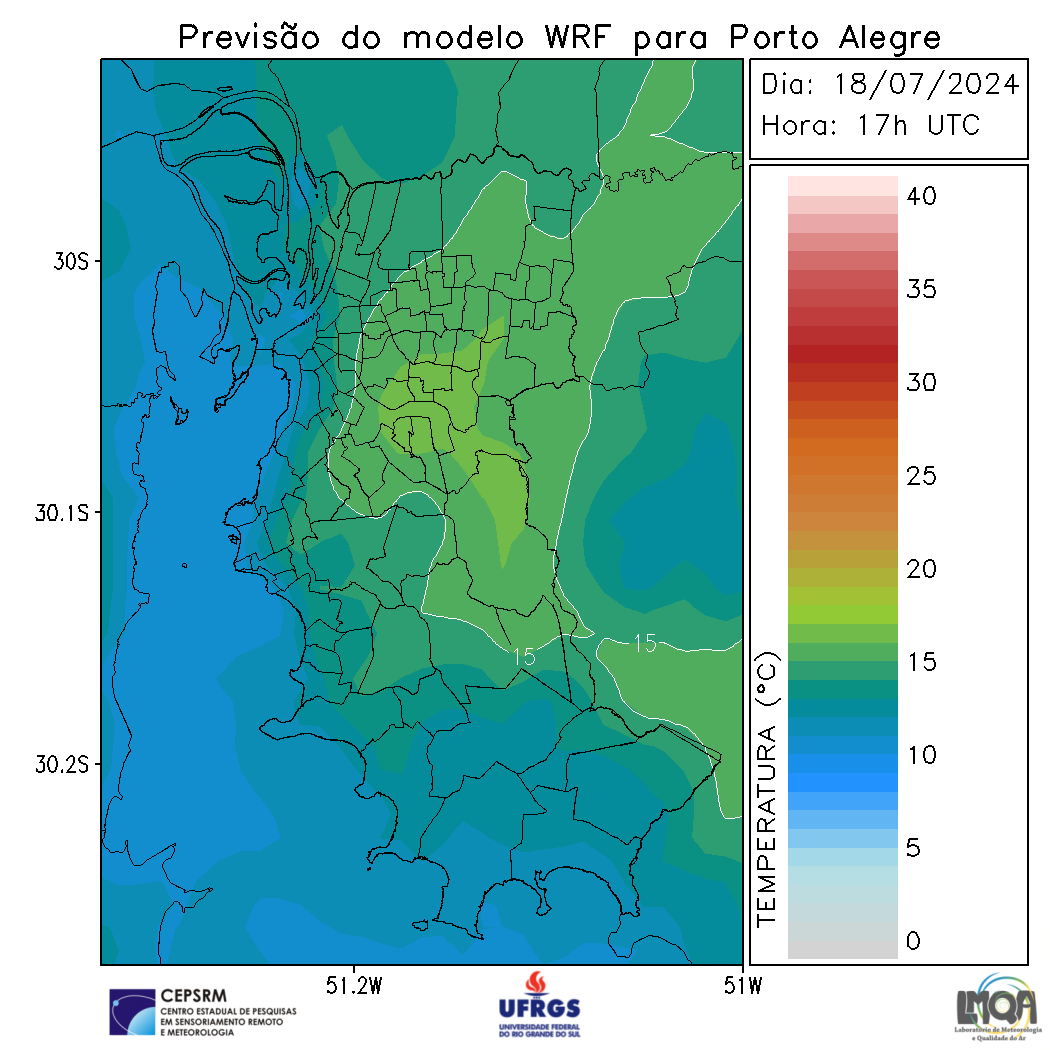 Previsão do modelo WRF para Porto Alegre
Dia: 18/07/2024
Hora: 17h UTC
40
35
30
25
20
15
10
5
0
TEMPERATURA (°C)
30S
30.1S
30.2S
15
15
51.2W
51W
CEPSRM
CENTRO ESTADUAL DE PESQUISAS
EM SENSORIAMENTO REMOTO
E METEOROLOGIA
UFRGS
UNIVERSIDADE FEDERAL
DO RIO GRANDE DO SUL
LMQA
Laboratório de Meteorologia
e Qualidade do Ar